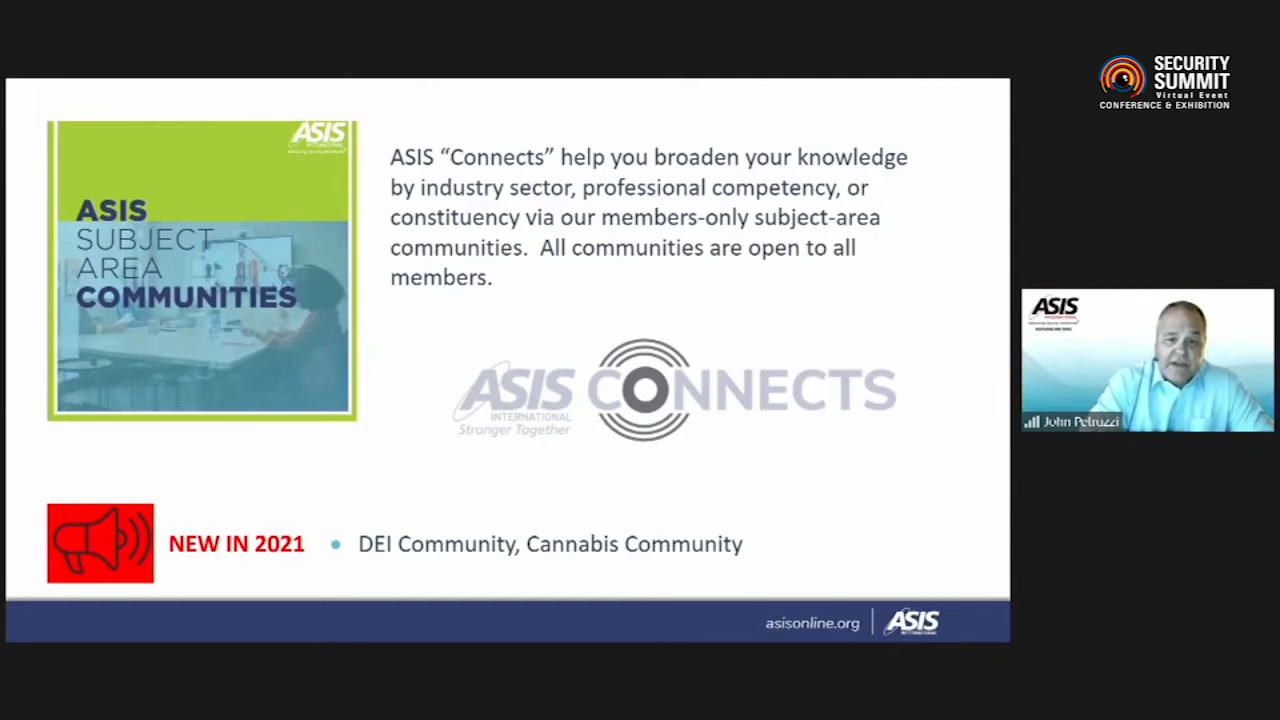 SECURITY
SUMMIT
Virtual Event
CONFERENCE & EXHIBITION
ASIS
INTERNATIONAL
ASIS
SUBJECT
AREA
COMMUNITIES
ASIS “Connects” help you broaden your knowledge
by industry sector, professional competency, or
constituency via our members-only subject-area
communities.  All communities are open to all
members.
ASIS CONNECTS
INTERNATIONAL
Stronger Together
ASIS
John Petruzzi
NEW IN 2021 • DEI Community, Cannabis Community
asisonline.org | ASIS
INTERNATIONAL